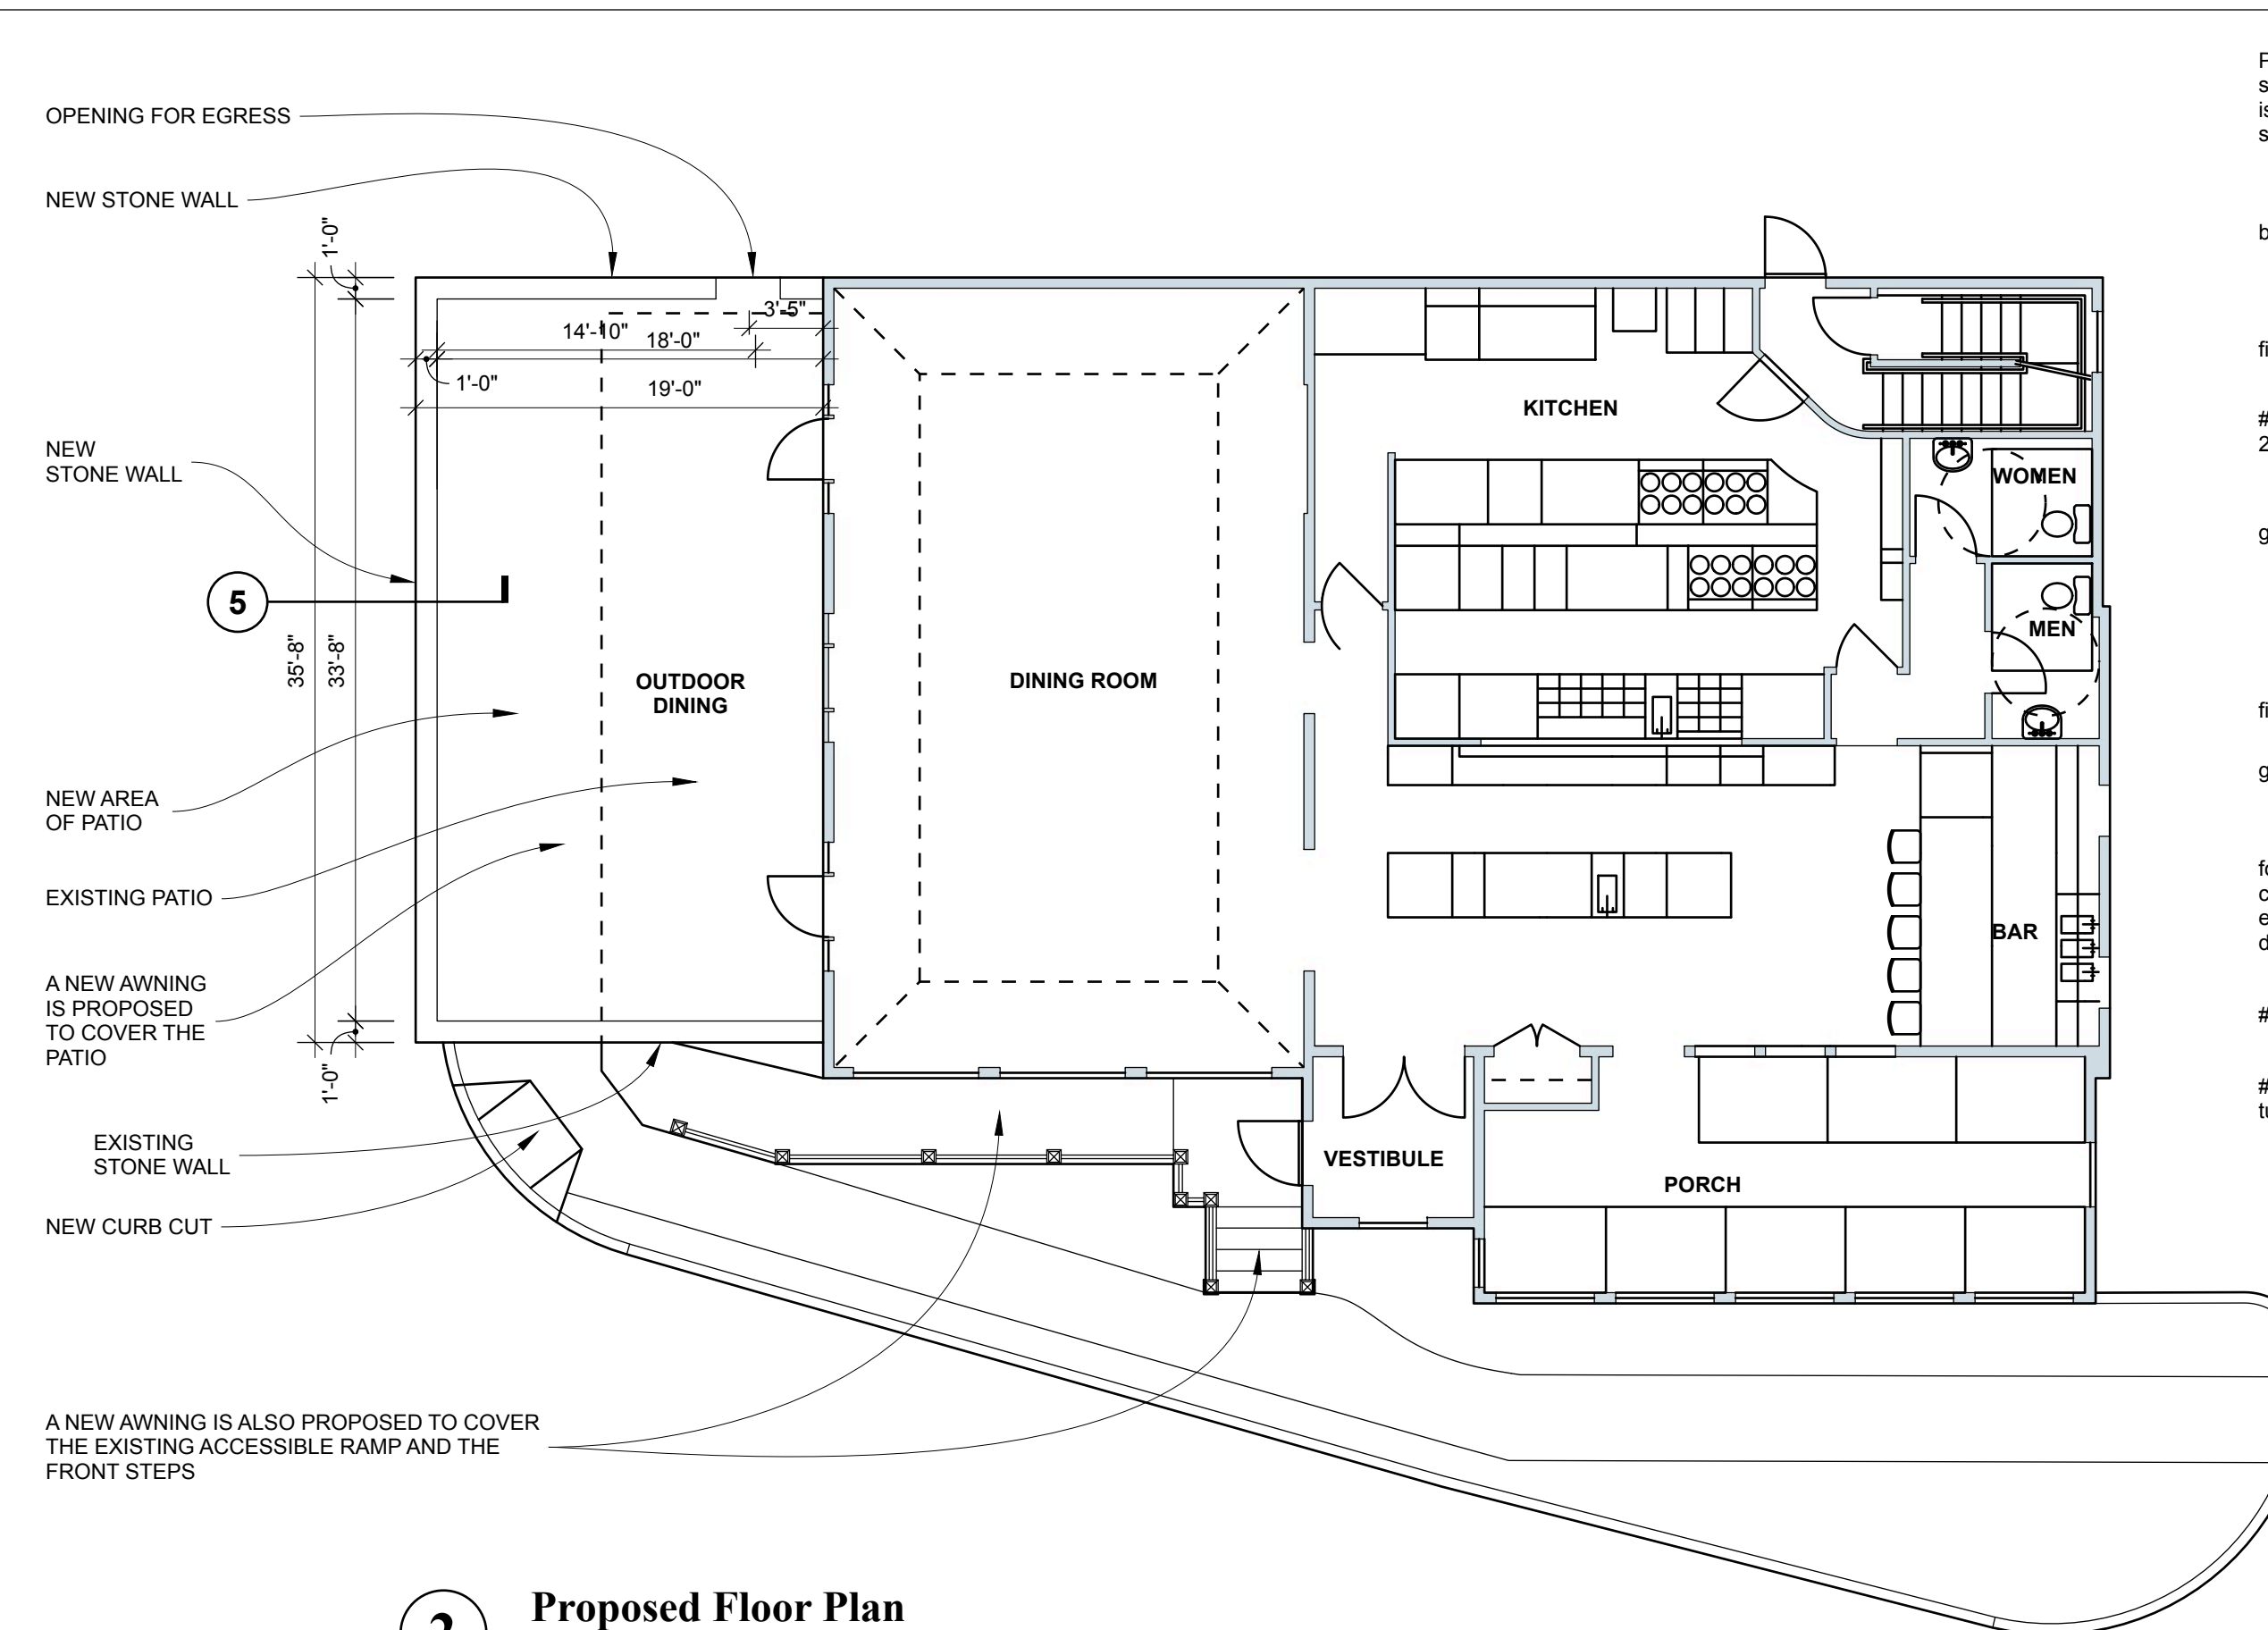 OPENING FOR EGRESS
NEW STONE WALL
1'-0"
3'-5"
14'-10"
18'-0"
1'-0"
19'-0"
KITCHEN
NEW
STONE WALL
WOMEN
5
35'-8"
33'-8"
MEN
OUTDOOR
DINING
DINING ROOM
NEW AREA
OF PATIO
EXISTING PATIO
BAR
A NEW AWNING
IS PROPOSED
TO COVER THE
PATIO
1'-0"
EXISTING
STONE WALL
VESTIBULE
PORCH
NEW CURB CUT
A NEW AWNING IS ALSO PROPOSED TO COVER
THE EXISTING ACCESSIBLE RAMP AND THE
FRONT STEPS
Proposed Floor Plan